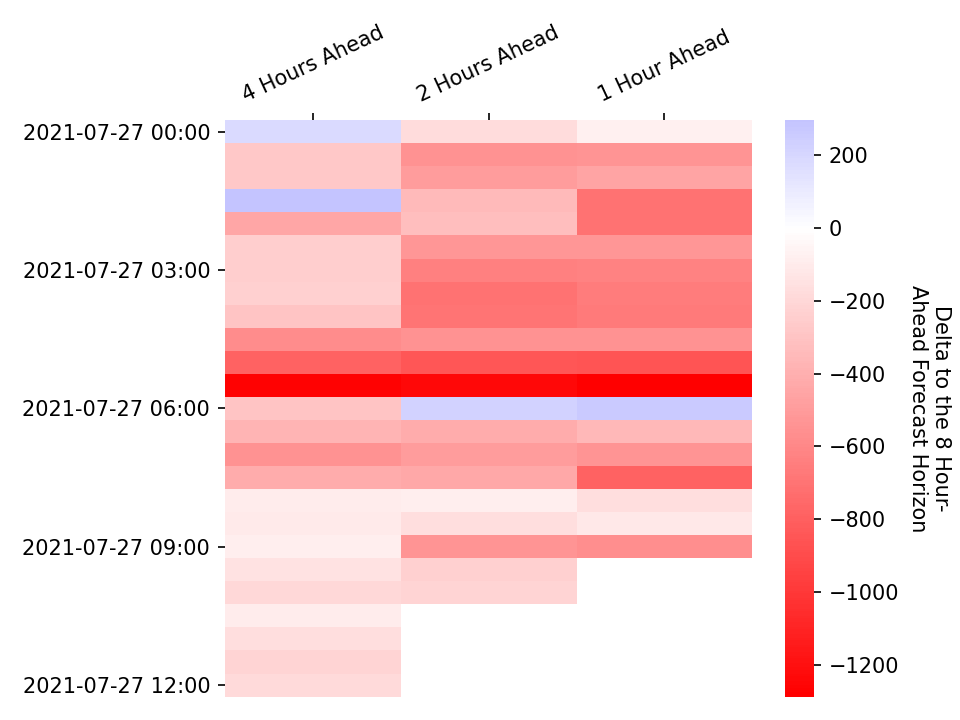 4 Hours Ahead
2 Hours Ahead
1 Hour Ahead
2021-07-27 00:00
2021-07-27 03:00
2021-07-27 06:00
2021-07-27 09:00
2021-07-27 12:00
200
0
−200
−400
−600
−800
−1000
−1200
Delta to the 8 Hour-
Ahead Forecast Horizon